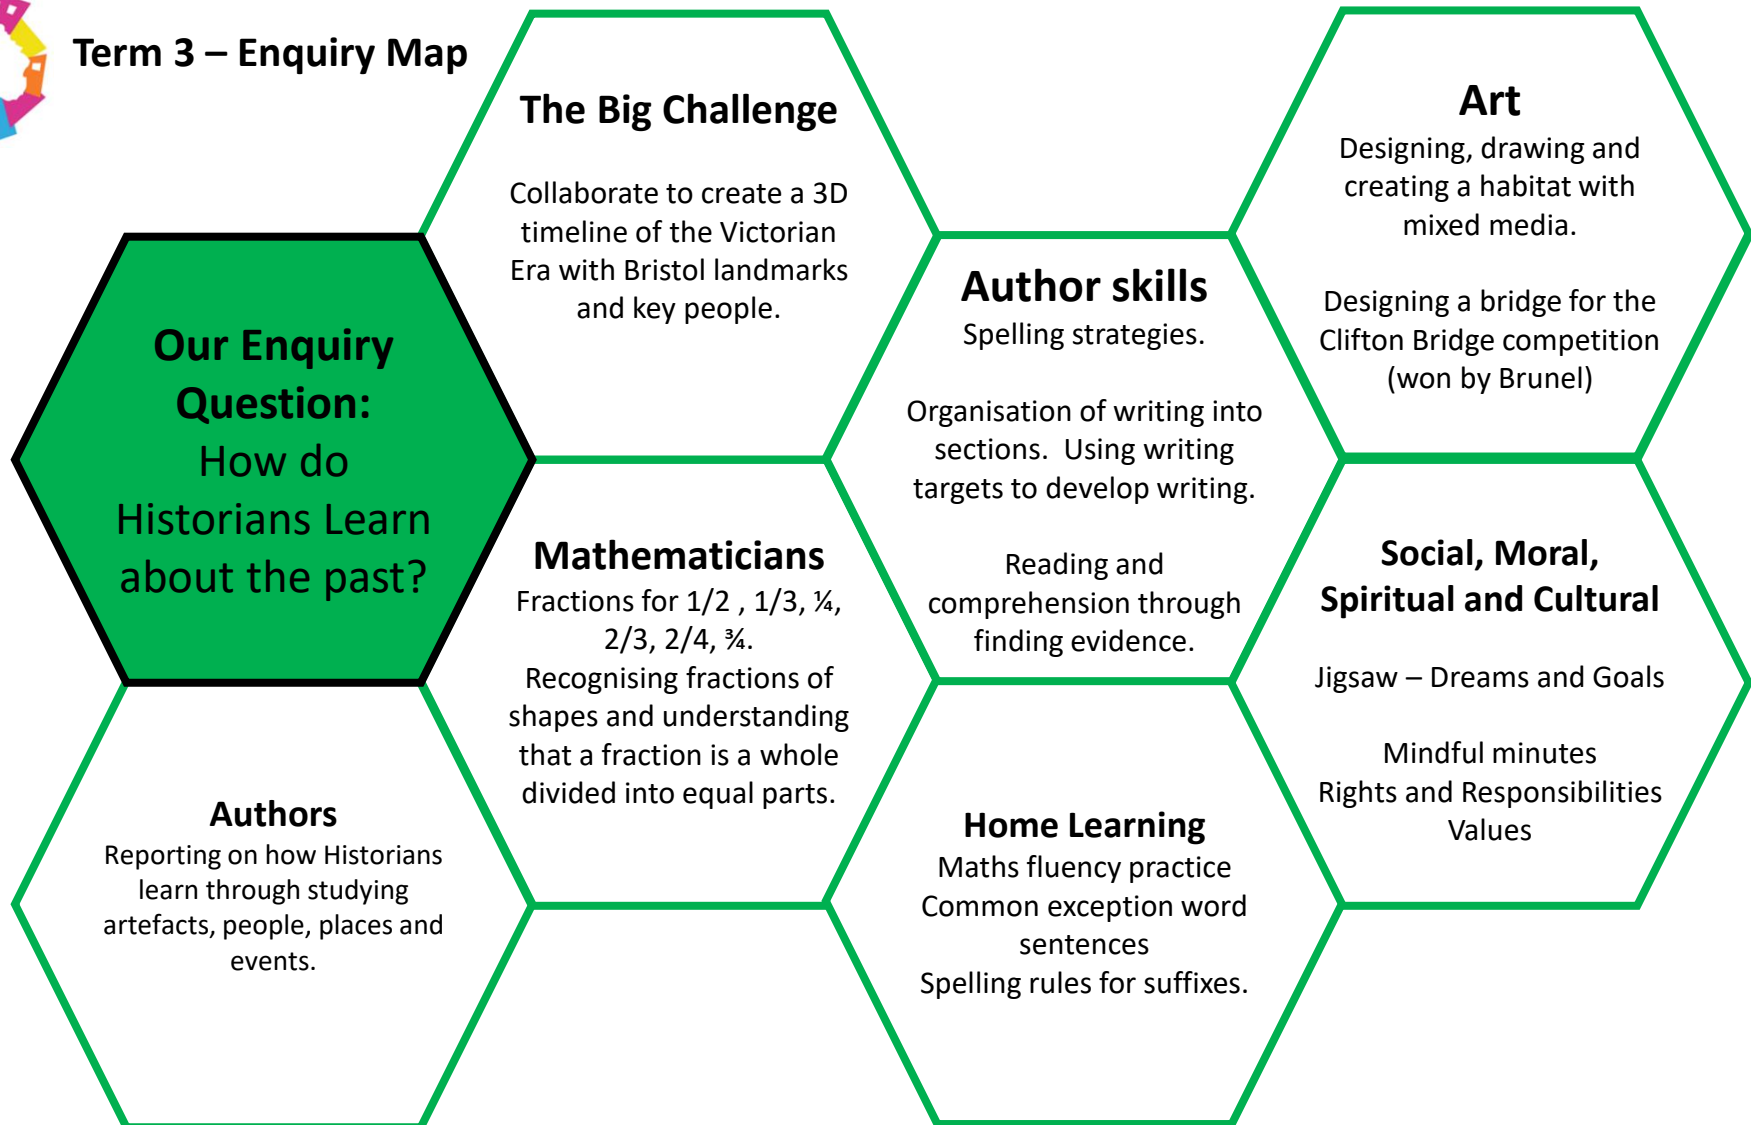 Term 3 – Enquiry Map
The Big Challenge
Collaborate to create a 3D
timeline of the Victorian
Era with Bristol landmarks
and key people.
Art
Designing, drawing and
creating a habitat with
mixed media.
Designing a bridge for the
Clifton Bridge competition
(won by Brunel)
Our Enquiry
Question:
How do
Historians Learn
about the past?
Author skills
Spelling strategies.
Organisation of writing into
sections.  Using writing
targets to develop writing.
Reading and
comprehension through
finding evidence.
Mathematicians
Fractions for 1/2 , 1/3, ¼,
2/3, 2/4, ¾.
Recognising fractions of
shapes and understanding
that a fraction is a whole
divided into equal parts.
Social, Moral,
Spiritual and Cultural
Jigsaw – Dreams and Goals
Mindful minutes
Rights and Responsibilities
Values
Authors
Reporting on how Historians
learn through studying
artefacts, people, places and
events.
Home Learning
Maths fluency practice
Common exception word
sentences
Spelling rules for suffixes.